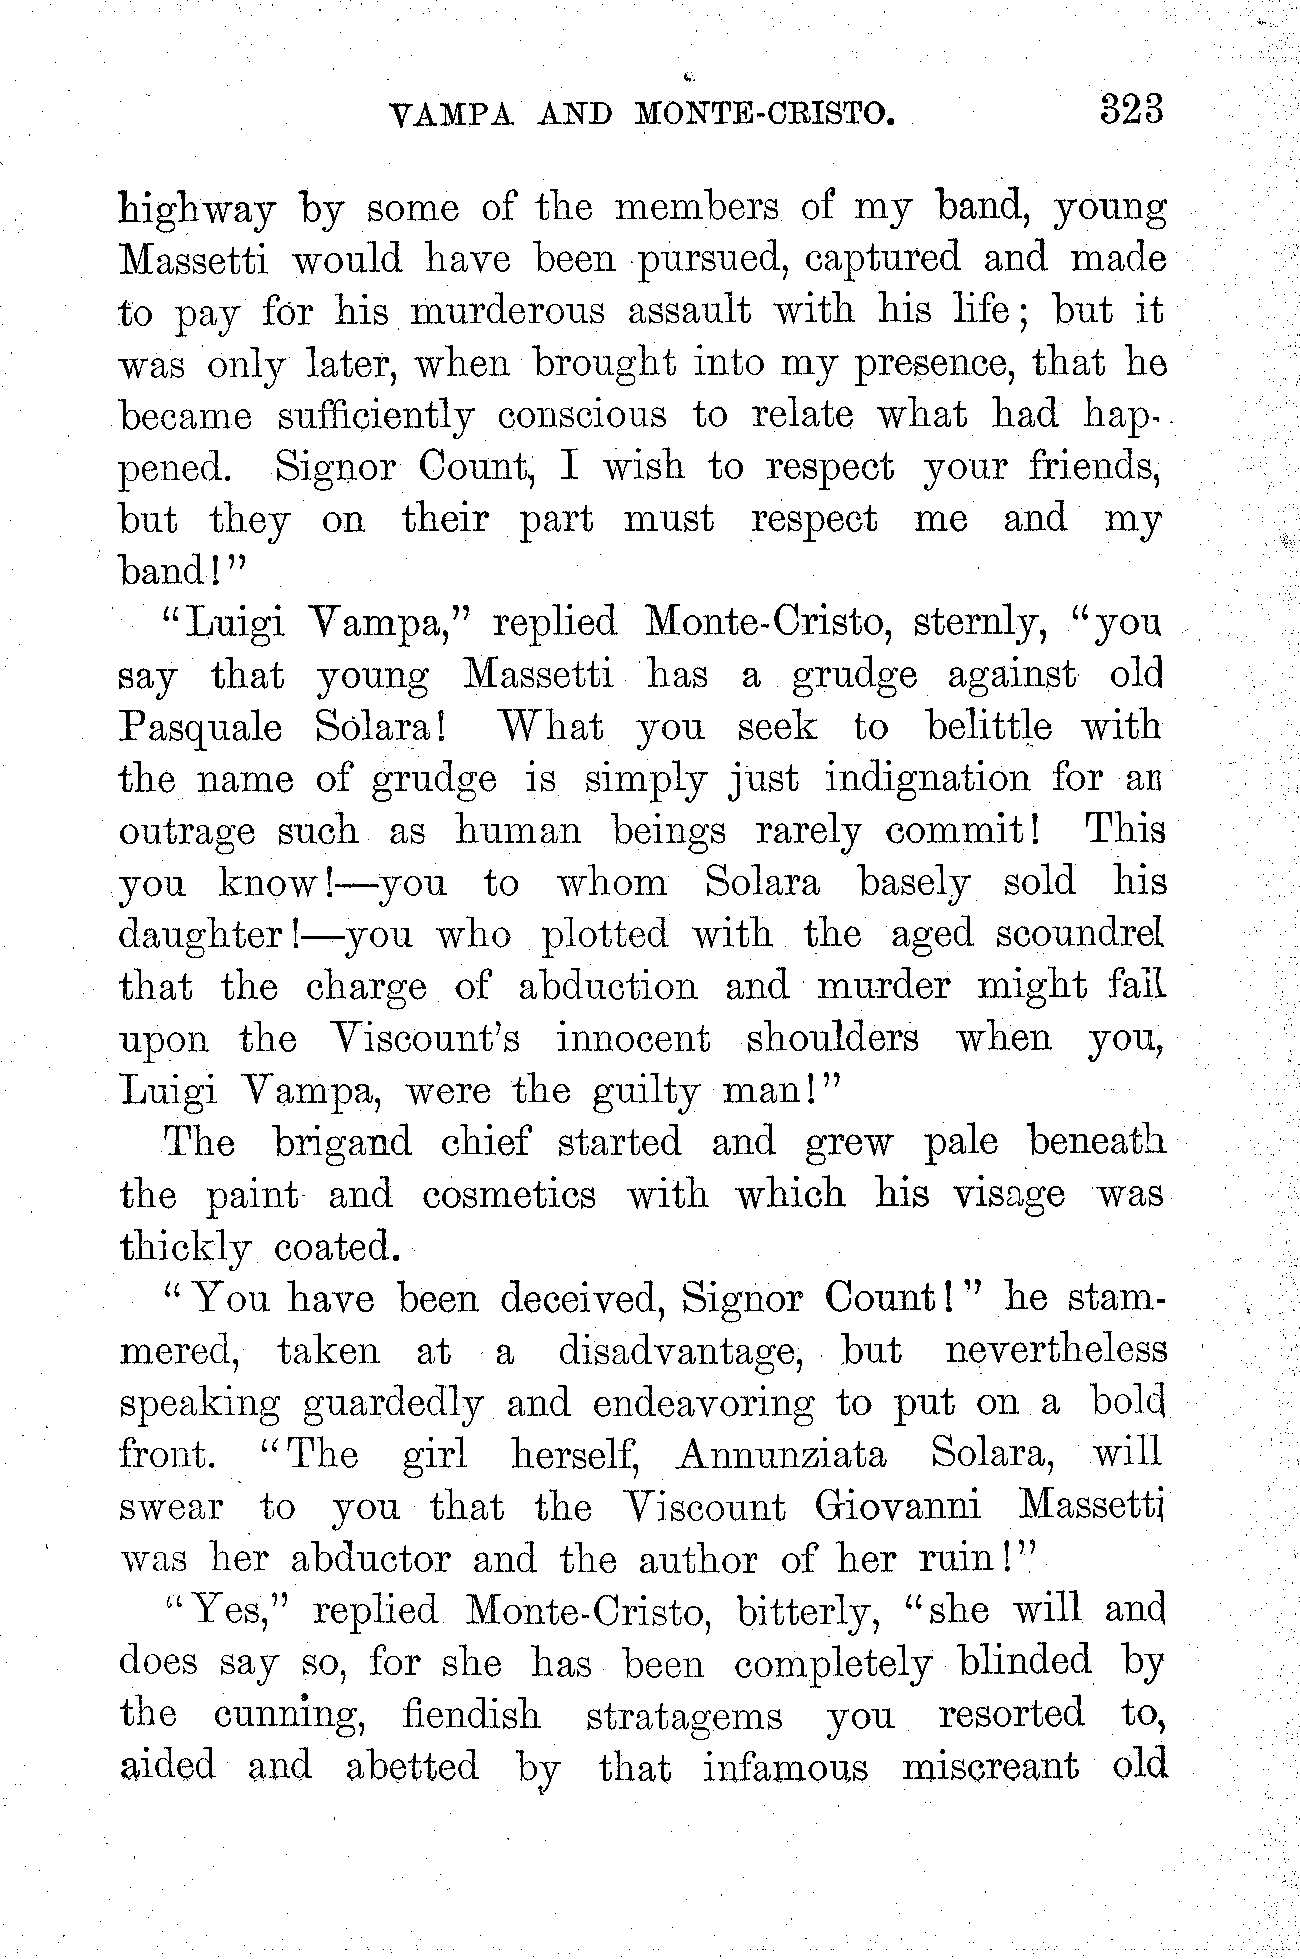 VAMPA AND MONTE-CRISTO. 323
highway by some of the members of my band, young
Massetti would have been pursued, captured and made
to pay for his murderous assault with his life; but it
was only later, when brought into my presence, that he
became sufficiently conscious to relate what had hap-
pened. Signor Count, I wish to respect your friends,
but they on their part must respect me and my
band!"
"Luigi Vampa," replied Monte-Cristo, sternly, "you
say that young Massetti has a grudge against old
Pasquale Solara! What you seek to belittle with
the name of grudge is simply just indignation for an
outrage such as human beings rarely commit! This
you know!—you to whom Solara basely sold his
daughter!—you who plotted with the aged scoundrel
that the charge of abduction and murder might fall
upon the Viscount's innocent shoulders when you,
Luigi Vampa, were the guilty man!"
The brigand chief started and grew pale beneath
the paint and cosmetics with which his visage was
thickly coated.
"You have been deceived, Signor Count!" he stam-
mered, taken at a disadvantage, but nevertheless
speaking guardedly and endeavoring to put on a bold
front. "The girl herself, Annunziata Solara, will
swear to you that the Viscount Giovanni Massetti
was her abductor and the author of her ruin!"
"Yes," replied Monte-Cristo, bitterly, "she will and
does say so, for she has been completely blinded by
the cunning, fiendish stratagems you resorted to,
aided and abetted by that infamous miscreant old